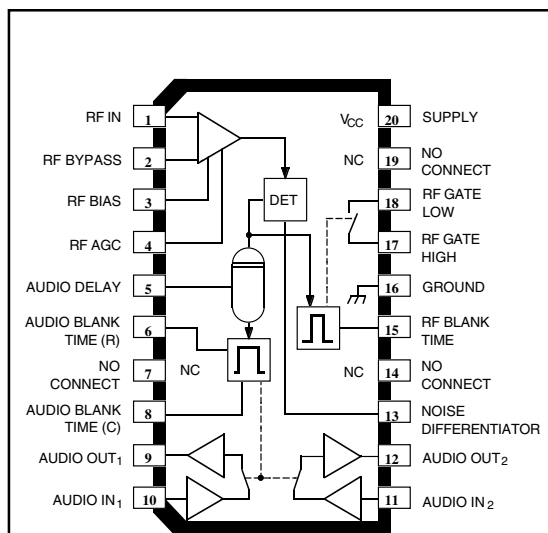 RF IN
1
RF BYPASS
2
RF BIAS
3
RF AGC
4
AUDIO DELAY
5
AUDIO BLANK
TIME (R)
6
NO
CONNECT
7
NC
AUDIO BLANK
TIME (C)
8
AUDIO OUT1
9
AUDIO IN1
10
DET
VCC
20
SUPPLY
NC
19
NO
CONNECT
18
RF GATE
LOW
17
RF GATE
HIGH
16
GROUND
15
RF BLANK
TIME
NC
14
NO
CONNECT
13
NOISE
DIFFERENTIATOR
12
AUDIO OUT2
11
AUDIO IN2